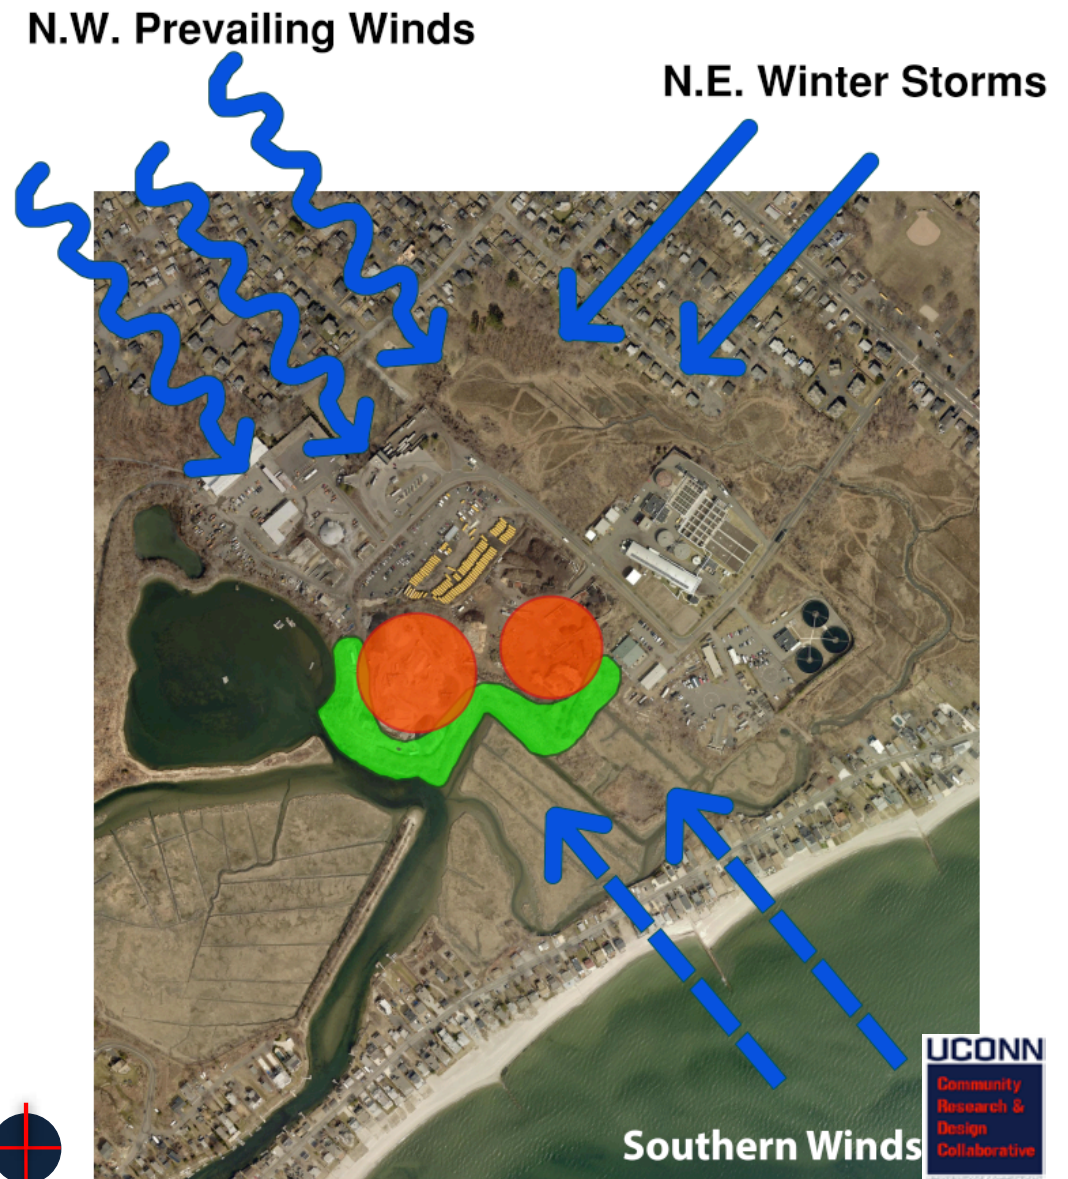 N.W. Prevailing Winds
N.E. Winter Storms
Southern Winds
UCONN
Community
Research &
Design
Collaborative